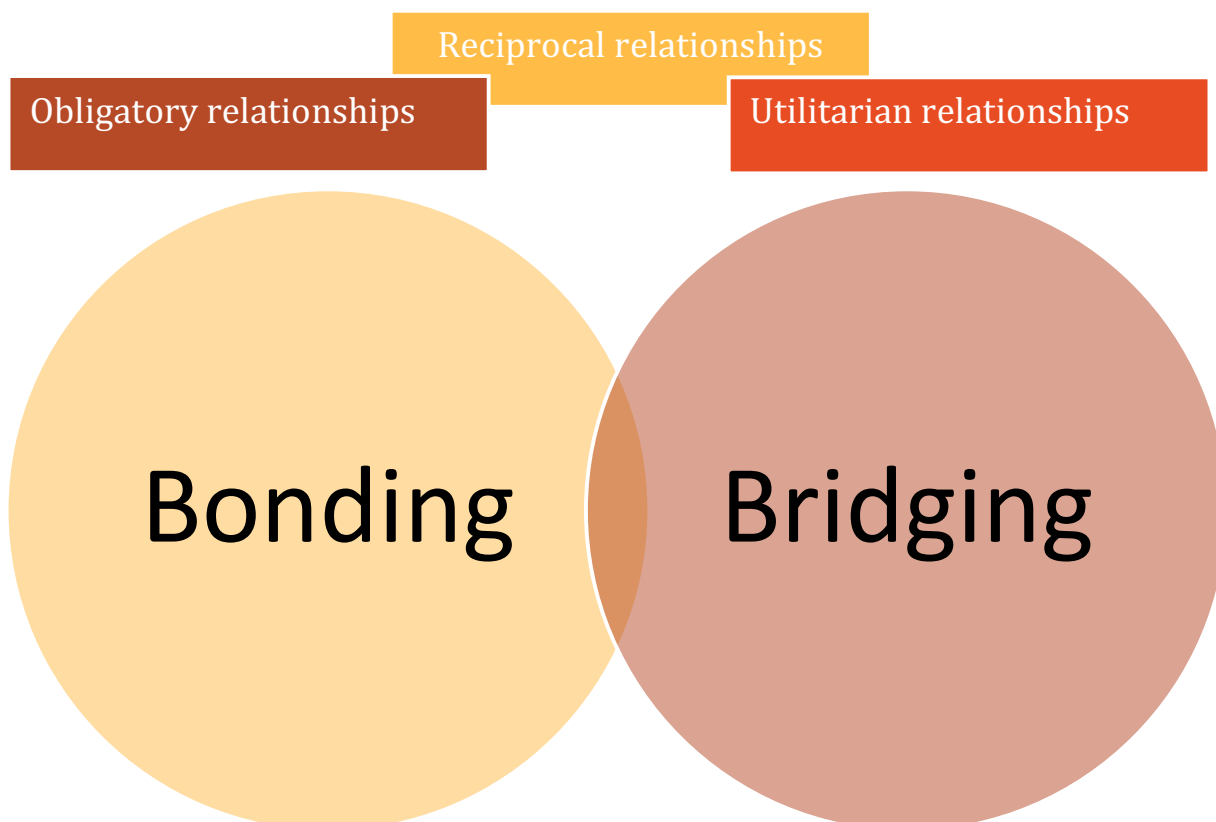 Reciprocal relationships
Obligatory relationships
Utilitarian relationships
Bonding
Bridging